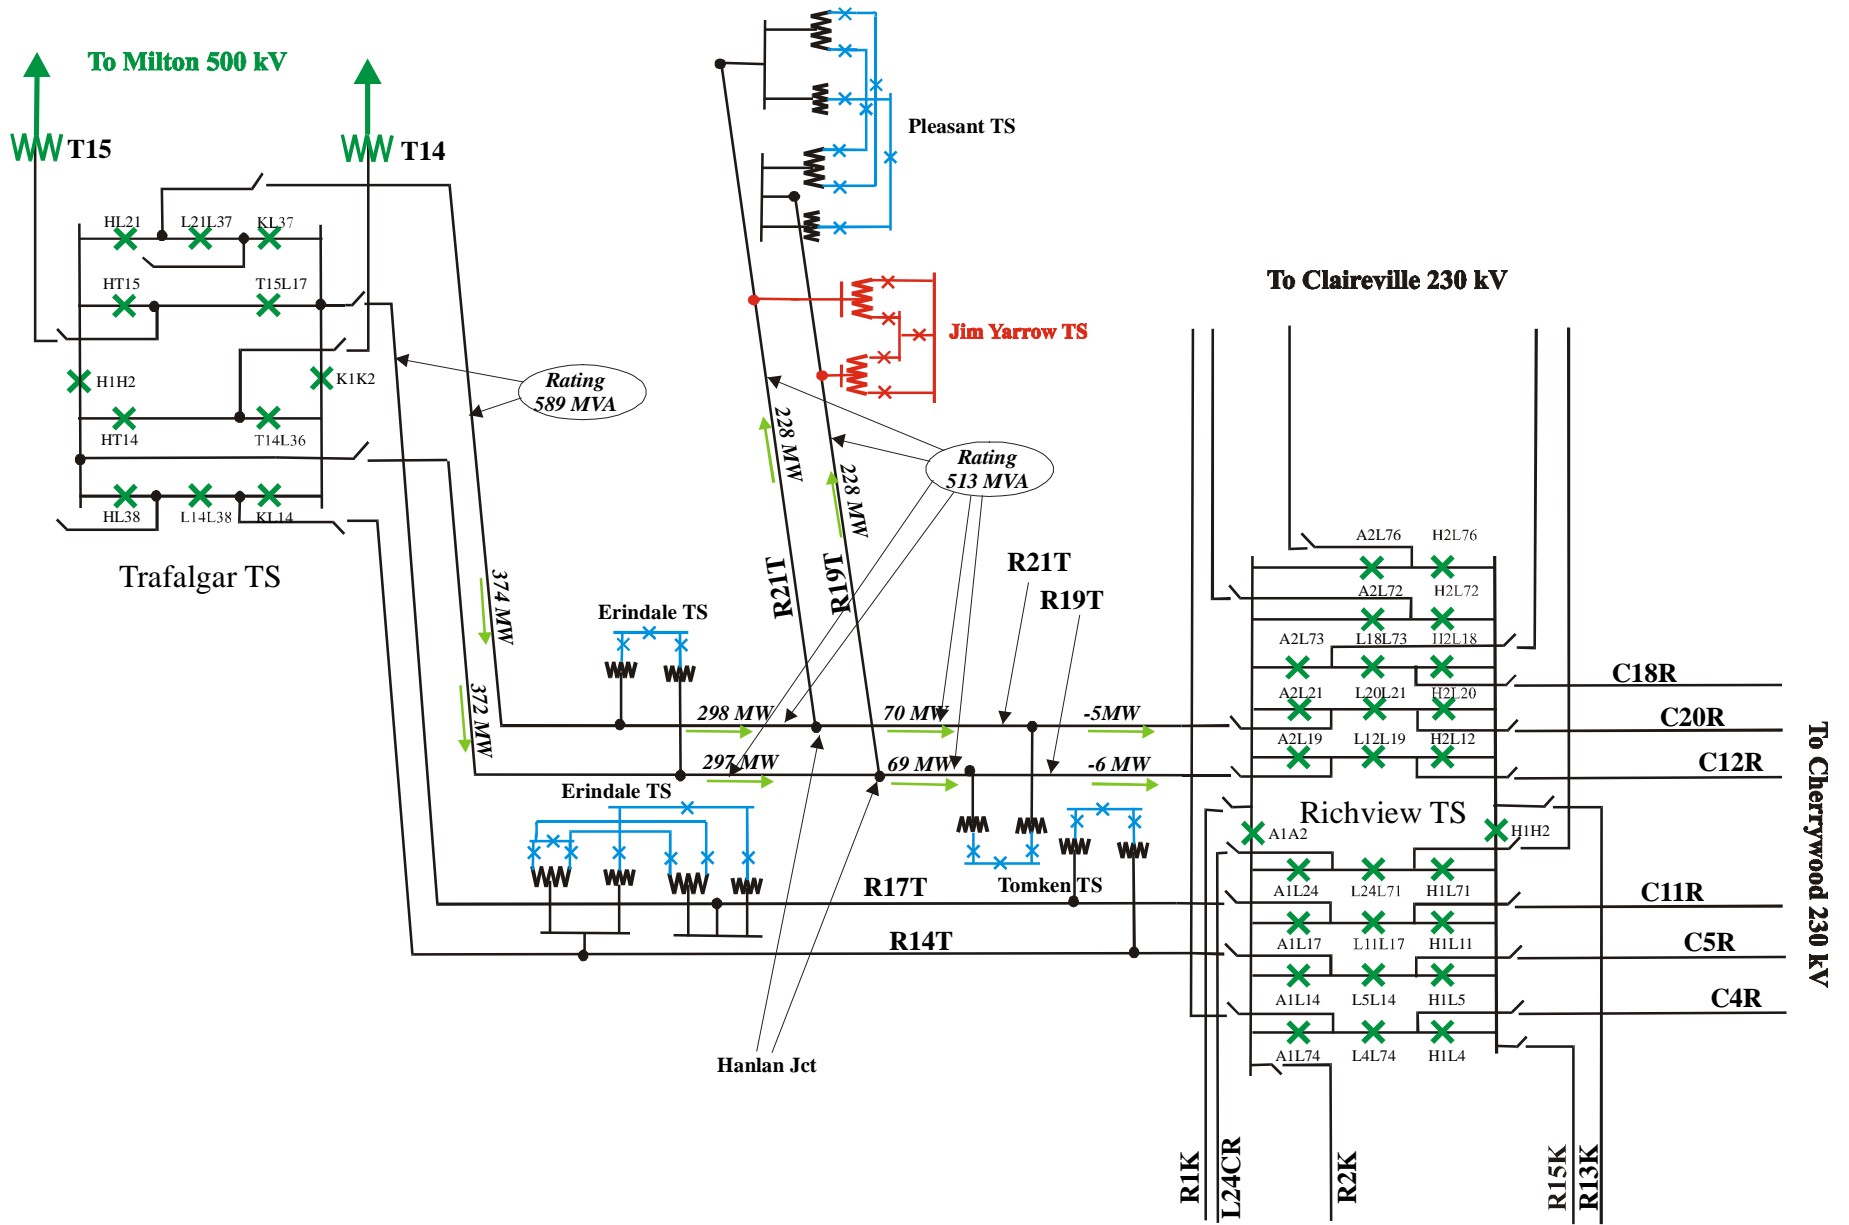 To Milton 500 kV
T15
T14
HL21
L21L37
KL37
HT15
T15L17
H1H2
K1K2
HT14
T14L36
HL38
L14L38
KL14
Trafalgar TS
Rating
589 MVA
Pleasant TS
Jim Yarrow TS
Rating
513 MVA
228 MW
228 MW
R21T
R19T
374 MW
372 MW
Erindale TS
298 MW
297 MW
70 MW
69 MW
-5MW
-6 MW
R21T
R19T
Erindale TS
Tomken TS
R17T
R14T
Hanlan Jct
To Claireville 230 kV
A2L76
H2L76
A2L72
H2L72
A2L73
L18L73
H2L18
A2L21
L20L21
H2L20
A2L19
L12L19
H2L12
Richview TS
A1A2
H1H2
A1L24
L24L71
H1L71
A1L17
L11L17
H1L11
A1L14
L5L14
H1L5
A1L74
L4L74
H1L4
C18R
C20R
C12R
C11R
C5R
C4R
To Cherrywood 230 kV
R1K
L24CR
R2K
R15K
R13K